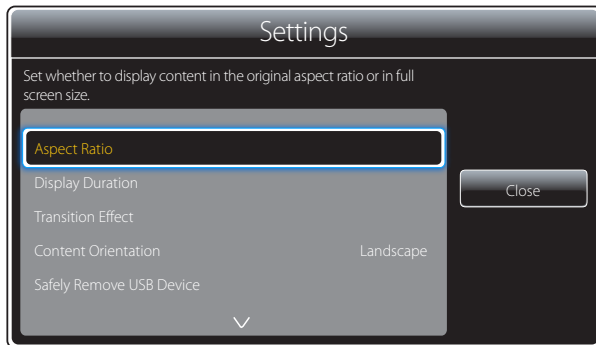 Settings
Set whether to display content in the original aspect ratio or in full
screen size.
Aspect Ratio
Display Duration
Close
Transition Effect
Content Orientation Landscape
Safely Remove USB Device